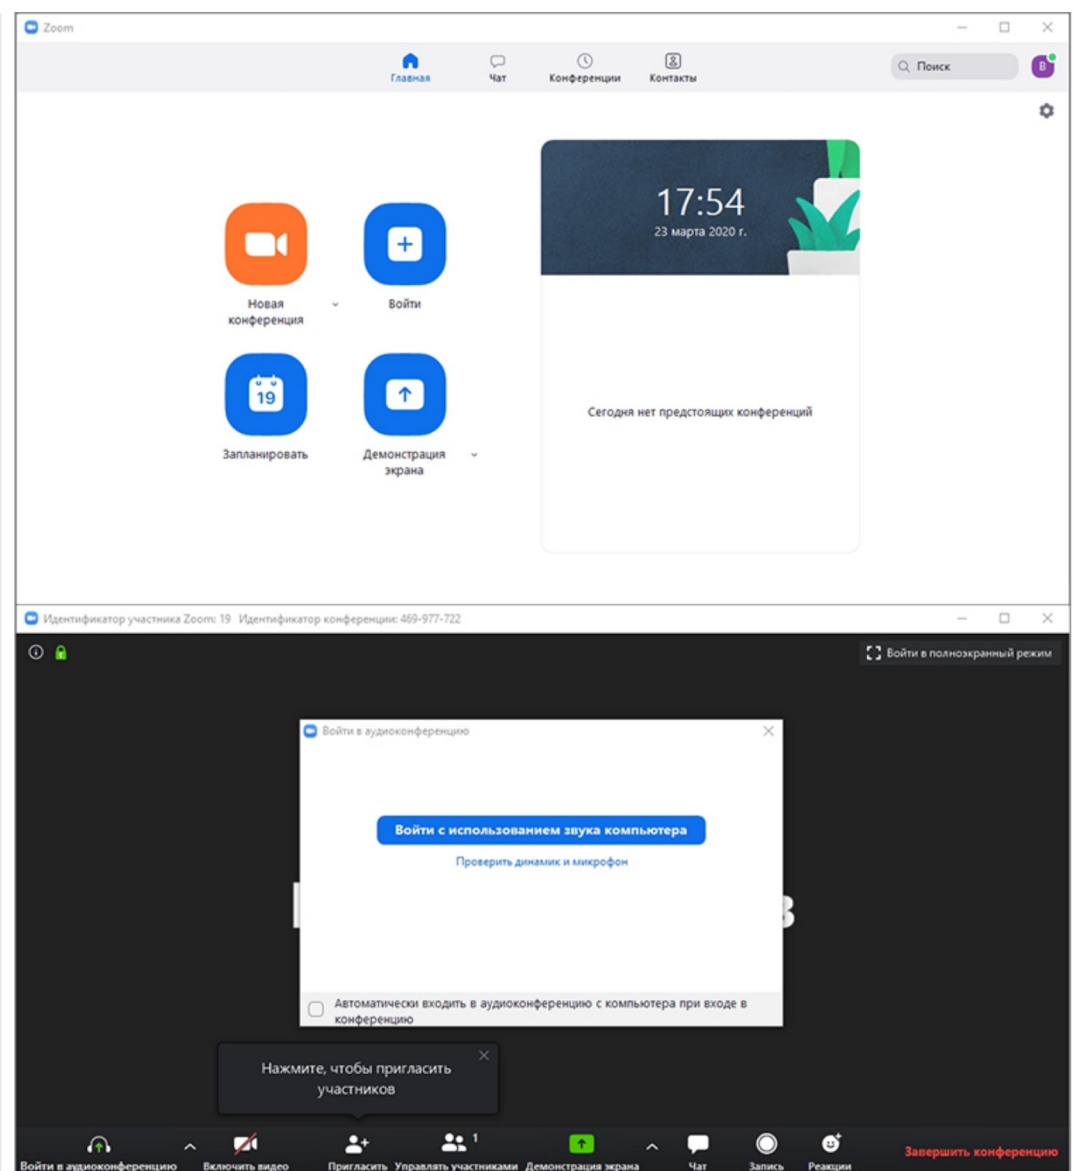 Zoom
Главная
Чат
Конференции
Контакты
Поиск
В
17:54
23 марта 2020 г.
Новая
конференция
Войти
19
Запланировать
Демонстрация
экрана
Сегодня нет предстоящих конференций
Идентификатор участника Zoom: 19 Идентификатор конференции: 469-977-722
Войти в полноэкранный режим
Войти в аудиоконференцию
Войти с использованием звука компьютера
Проверить динамик и микрофон
Автоматически входить в аудиоконференцию с компьютера при входе в
конференцию
Нажмите, чтобы пригласить
участников
1
Войти в аудиоконференцию
Включить видео
Пригласить
Управлять участниками
Демонстрация экрана
Чат
Запись
Реакции
Завершить конференцию